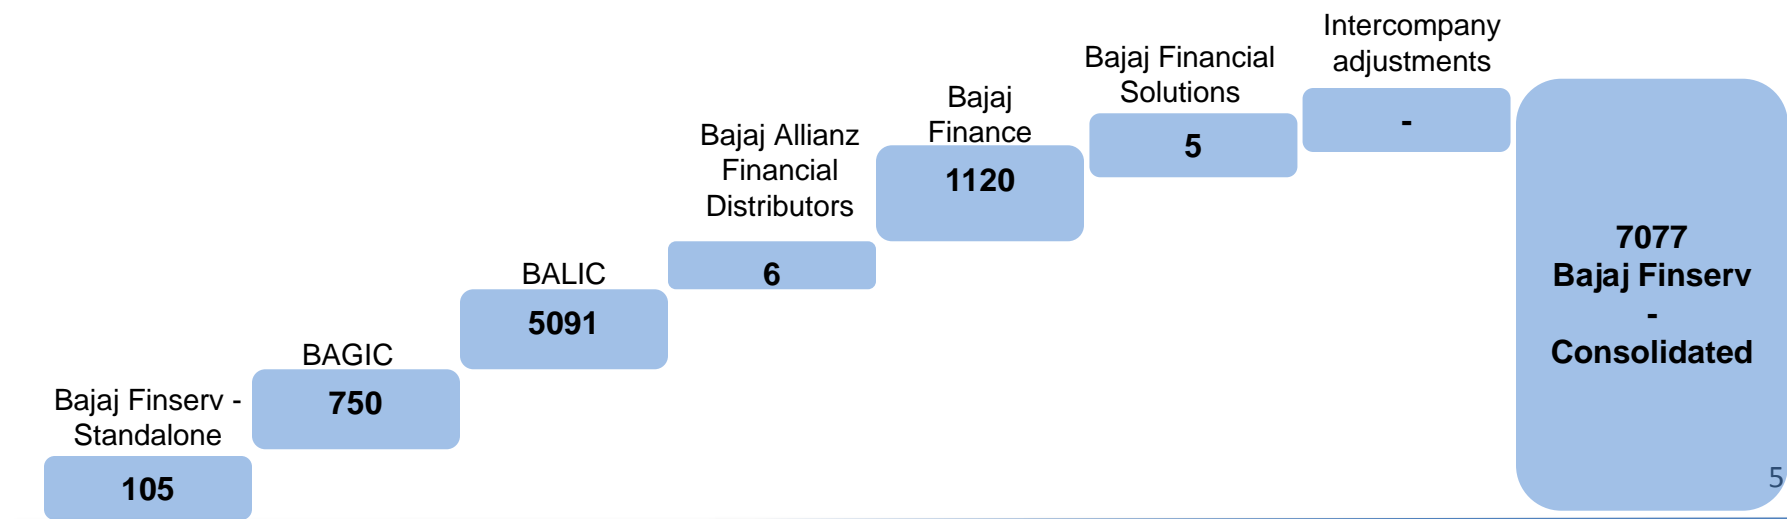 Bajaj Finserv -
Standalone
105
BAGIC
750
BALIC
5091
Bajaj Allianz
Financial
Distributors
6
Bajaj
Finance
1120
Bajaj Financial
Solutions
5
Intercompany
adjustments
-
7077
Bajaj Finserv
-
Consolidated
5